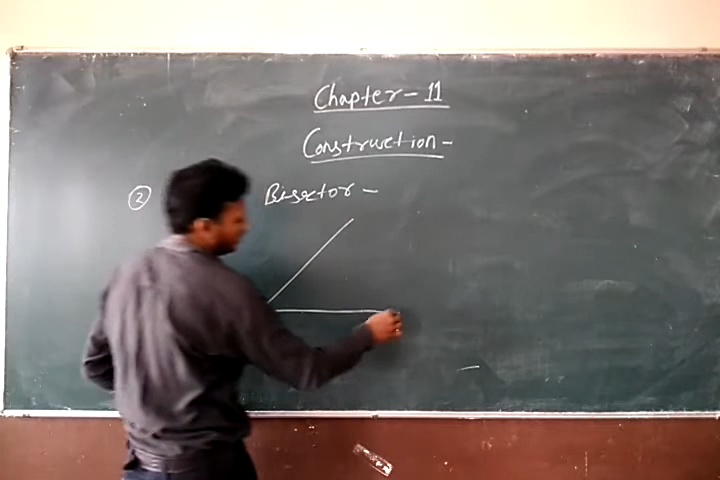 Chapter - 11
Construction -
② Bisector -